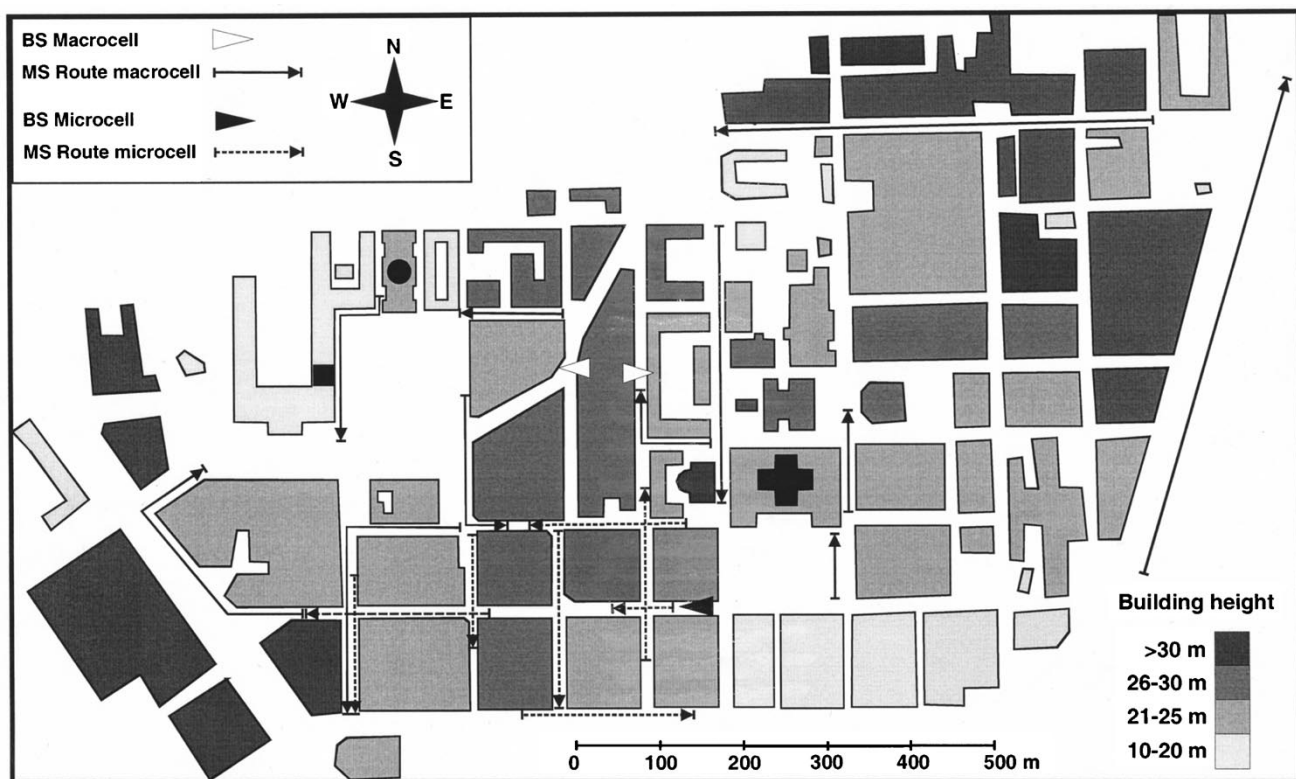 BS Macrocell
MS Route macrocell
BS Microcell
MS Route microcell
N
W E
S
Building height
>30 m
26-30 m
21-25 m
10-20 m
0 100 200 300 400 500 m